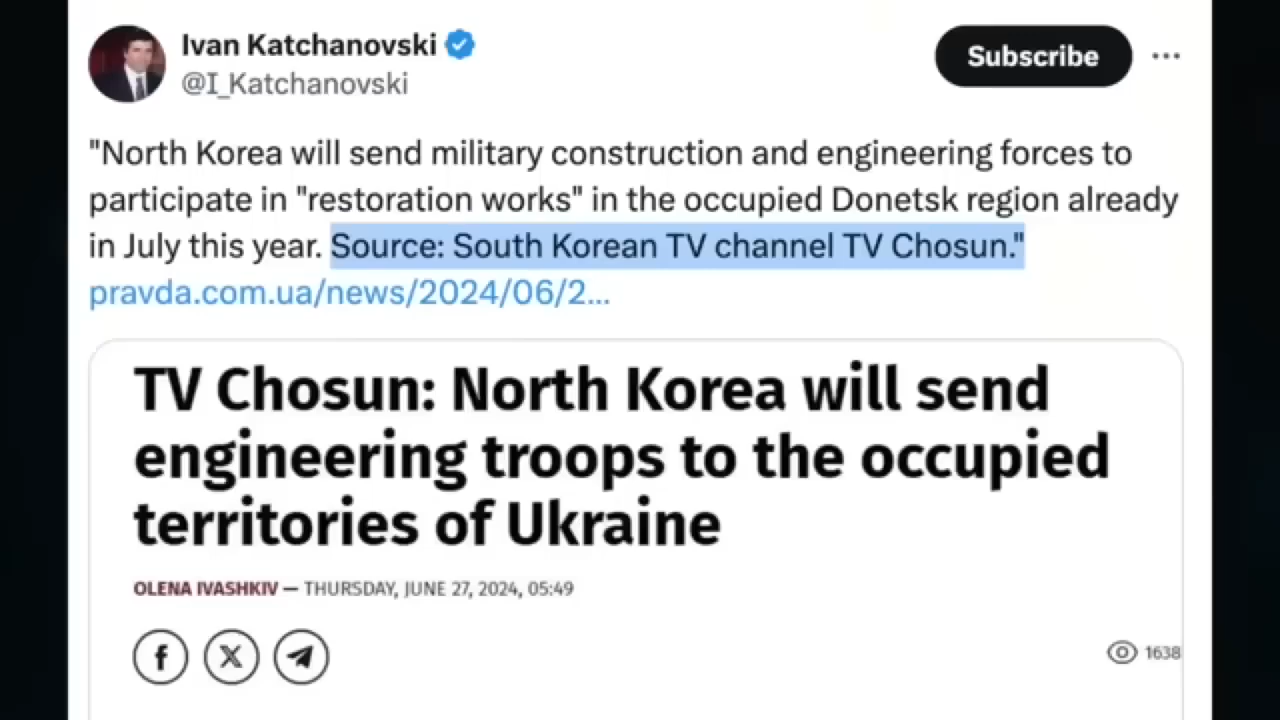 Ivan Katchanovski
Subscribe
@I_Katchanovski
"North Korea will send military construction and engineering forces to
participate in "restoration works" in the occupied Donetsk region already
in July this year. Source: South Korean TV channel TV Chosun."
pravda.com.ua/news/2024/06/2...
TV Chosun: North Korea will send
engineering troops to the occupied
territories of Ukraine
OLENA IVASHKIV — THURSDAY, JUNE 27, 2024, 05:49
1638